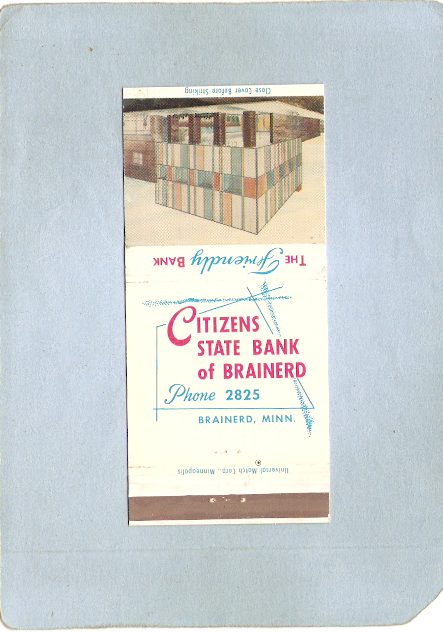 Close Cover Before Striking
THE Friendly BANK
CITIZENS
STATE BANK
of BRAINERD
Phone 2825
BRAINERD, MINN.
Universal Match Corp., Minneapolis